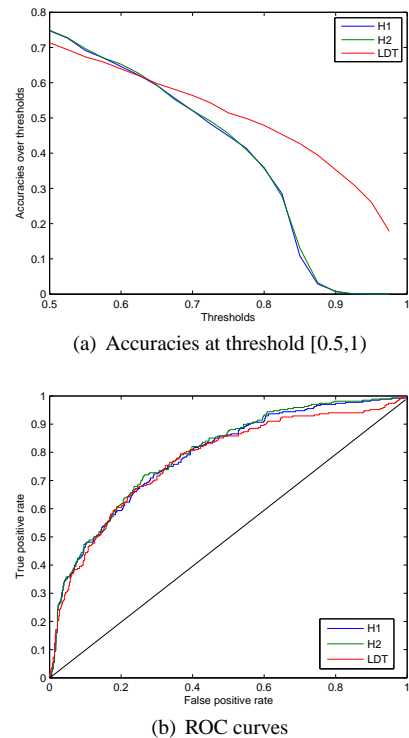 0.8
0.7
0.6
0.5
0.4
0.3
0.2
0.1
0
Accuracies over thresholds
H1
H2
LDT
0.5 0.6 0.7 0.8 0.9 1
Thresholds
(a) Accuracies at threshold [0.5,1)
1
0.9
0.8
0.7
0.6
0.5
0.4
0.3
0.2
0.1
0
True positive rate
H1
H2
LDT
0 0.2 0.4 0.6 0.8 1
False positive rate
(b) ROC curves